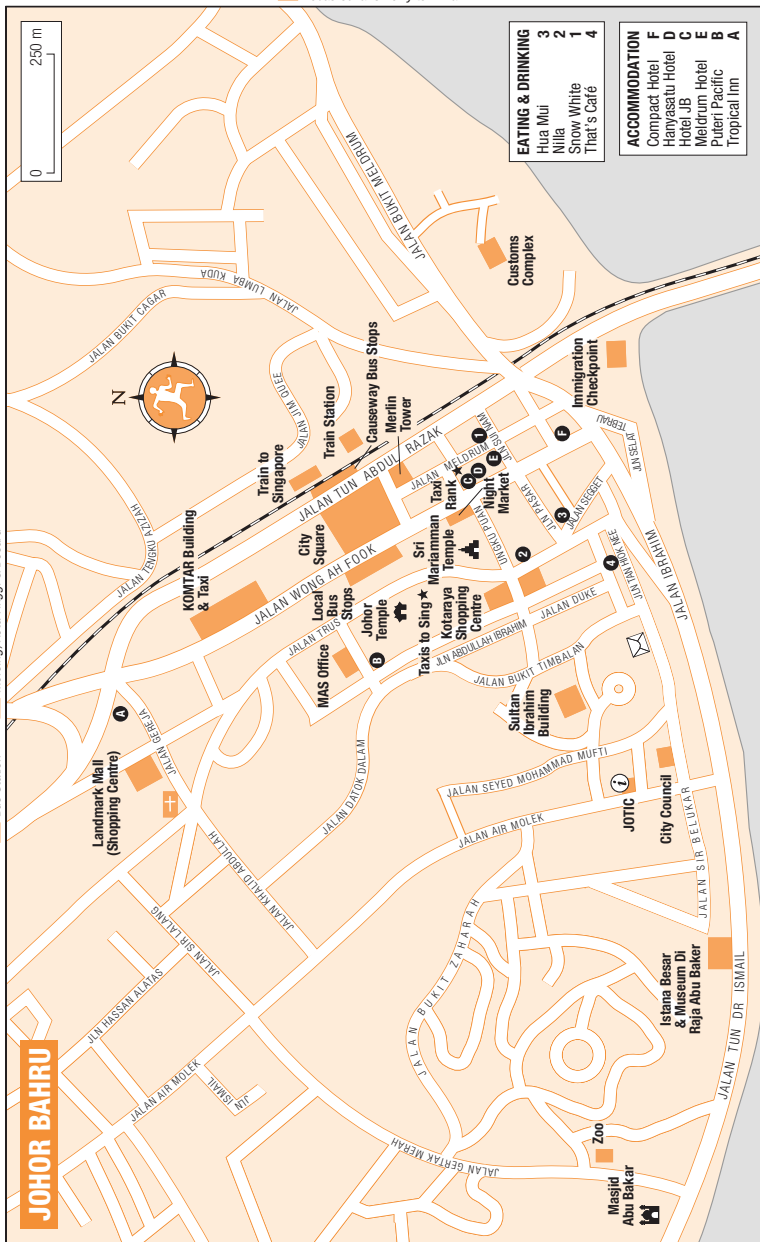 JOHOR BAHRU
0 250 m
N
EATING & DRINKING
Hua Mui 3
Nilla 2
Snow White 1
That's Café 4
ACCOMMODATION
Compact Hotel F
Hanyasatu Hotel D
Hotel JB C
Meldrum Hotel E
Puteri Pacific B
Tropical Inn A
JALAN BUKIT MELDRUM
JALAN LUMBA KUDA
JALAN BUKIT CAGAR
JALAN TENGKU AZIZAH
JALAN JIM QUEE
Customs
Complex
Immigration
Checkpoint
Train to
Singapore
Train Station
Causeway Bus Stops
Merlin
Tower
JALAN TUN ABDUL RAZAK
City
Square
KOMTAR Building
& Taxi
JALAN WONG AH FOOK
JALAN MELDRUM
JLN SIU NAM
Taxi
Rank
Night
Market
1
C
D
E
F
TEBRAU
JLN SELAT
JALAN SEGGET
JLN PASAR
UNGKU PUAN
Sri
Mariamman
Temple
2
3
4
JLN TAN HIOK NEE
JALAN IBRAHIM
Local
Bus
Stops
JALAN TRUS
Johor
Temple
Taxis to Sing
Kotaraya
Shopping
Centre
MAS Office
B
JALAN DUKE
JLN ABDULLAH IBRAHIM
JALAN BUKIT TIMBALAN
Sultan
Ibrahim
Building
A
JALAN GEREJA
Landmark Mall
(Shopping Centre)
JALAN DATOK DALAM
JALAN KHALID ABDULLAH
JALAN SIR LALANG
JLN HASSAN ALATAS
JALAN AIR MOLEK
JLN ISMAIL
JALAN SEYED MOHAMMAD MUFTI
JALAN AIR MOLEK
JOTIC
i
City Council
JALAN SIR BELUKAR
JALAN BUKIT ZAHARAH
Istana Besar
& Museum Di
Raja Abu Baker
JALAN TUN DR ISMAIL
JALAN GERTAK MERAH
Zoo
Masjid
Abu Bakar